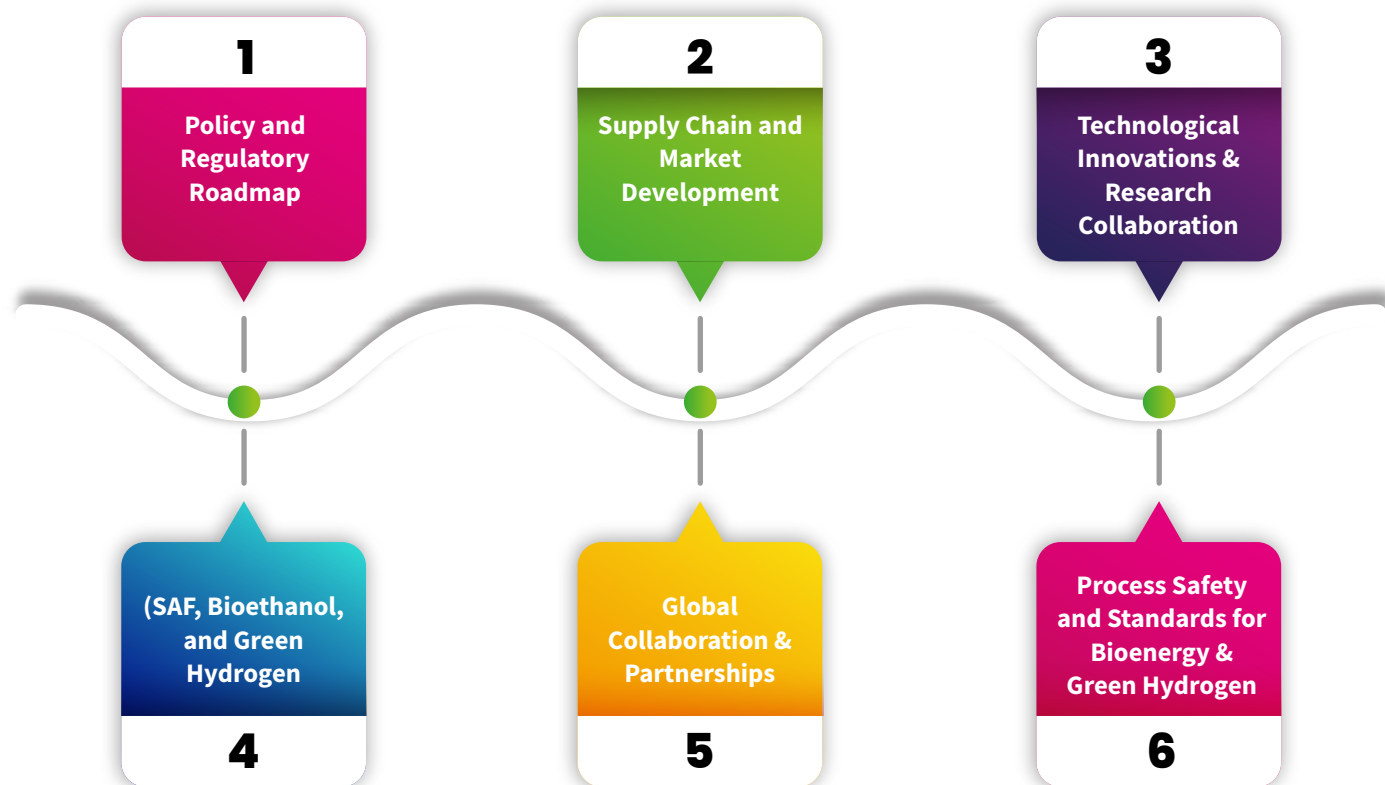 1
Policy and
Regulatory
Roadmap
2
Supply Chain and
Market
Development
3
Technological
Innovations &
Research
Collaboration
(SAF, Bioethanol,
and Green
Hydrogen
4
Global
Collaboration &
Partnerships
5
Process Safety
and Standards for
Bioenergy &
Green Hydrogen
6